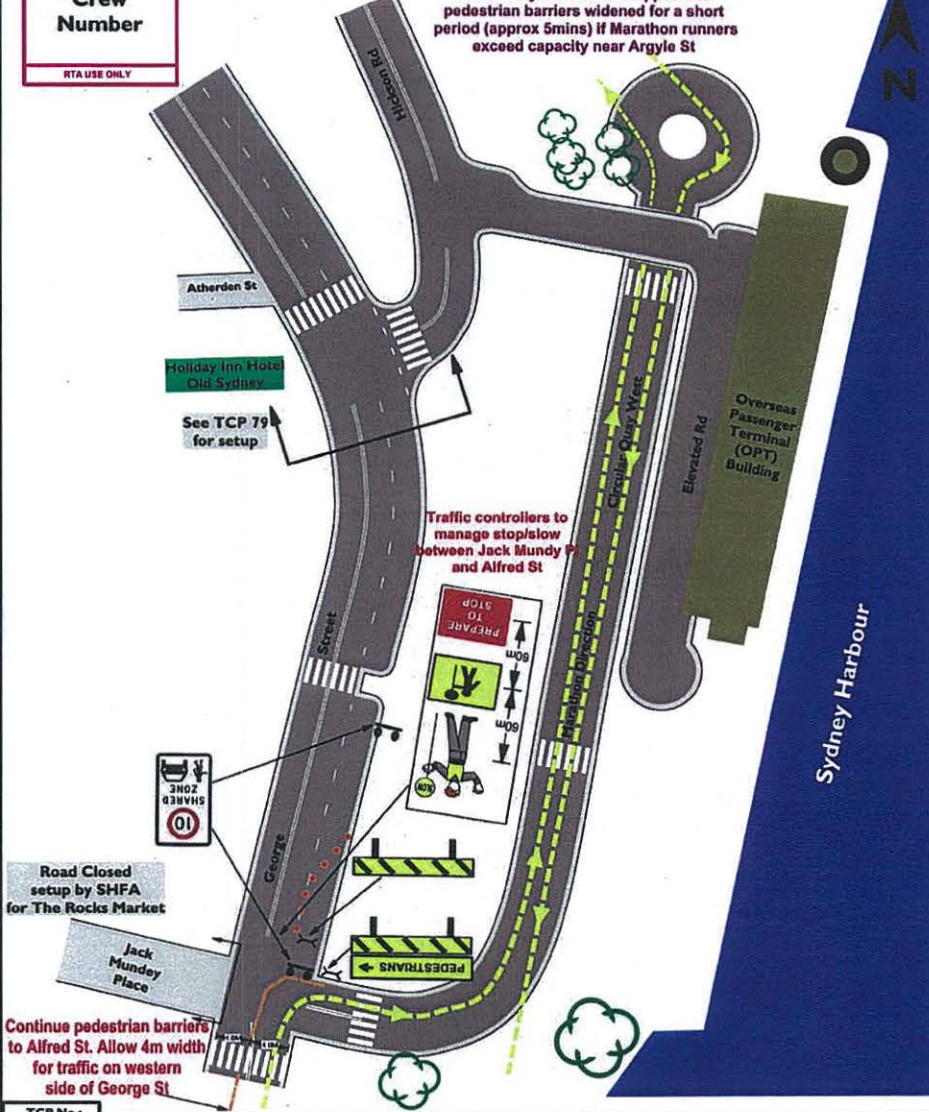 Crew
Number
RTA USE ONLY
pedestrian barriers widened for a short
period (approx 5mins) if Marathon runners
exceed capacity near Argyle St
N
Hickson Rd
Atherden St
Holiday Inn Hotel
Old Sydney
See TCP 79
for setup
Circular Quay West
Elevated Rd
Overseas
Passenger
Terminal
(OPT)
Building
Traffic controllers to
manage stop/slow
between Jack Mundy Pl
and Alfred St
PREPARE
TO
STOP
60m
60m
SLOW
Street
Marathon Direction
Sydney Harbour
10
SHARED
ZONE
George
Road Closed
setup by SHFA
for The Rocks Market
Jack
Mundey
Place
PEDESTRIANS
Continue pedestrian barriers
to Alfred St. Allow 4m width
for traffic on western
side of George St
TCP No: